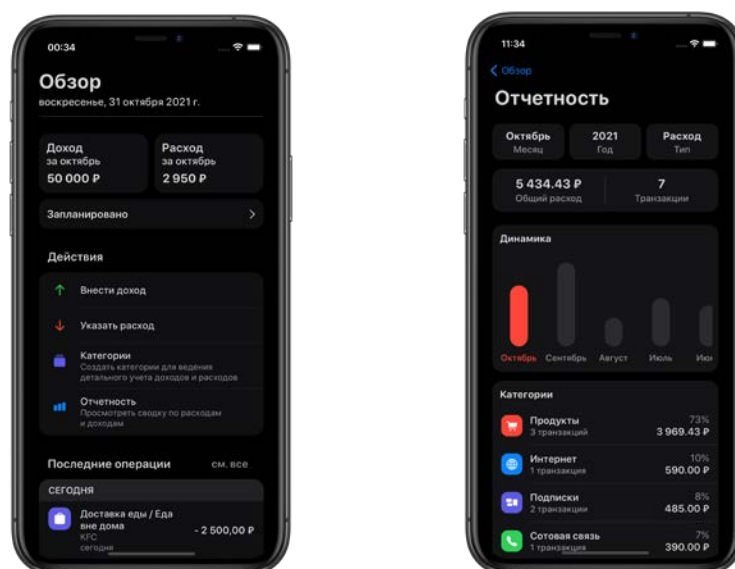 00:34
Обзор
воскресенье, 31 октября 2021 г.
Доход
за октябрь
50 000 ₽
Расход
за октябрь
2 950 ₽
Запланировано
Действия
Внести доход
Указать расход
Категории
Создать категории для ведения
детального учета доходов и расходов
Отчетность
Просмотреть сводку по расходам
и доходам
Последние операции
см. все
СЕГОДНЯ
Доставка еды / Еда
вне дома
KFC
сегодня
- 2 500,00 ₽
11:34
Обзор
Отчетность
Октябрь
Месяц
2021
Год
Расход
Тип
5 434.43 ₽
Общий расход
7
Транзакции
Динамика
Октябрь Сентябрь Август Июль Июн
Категории
Продукты
3 транзакций
73%
3 969.43 ₽
Интернет
1 транзакция
10%
590.00 ₽
Подписки
2 транзакции
8%
485.00 ₽
Сотовая связь
1 транзакция
7%
390.00 ₽